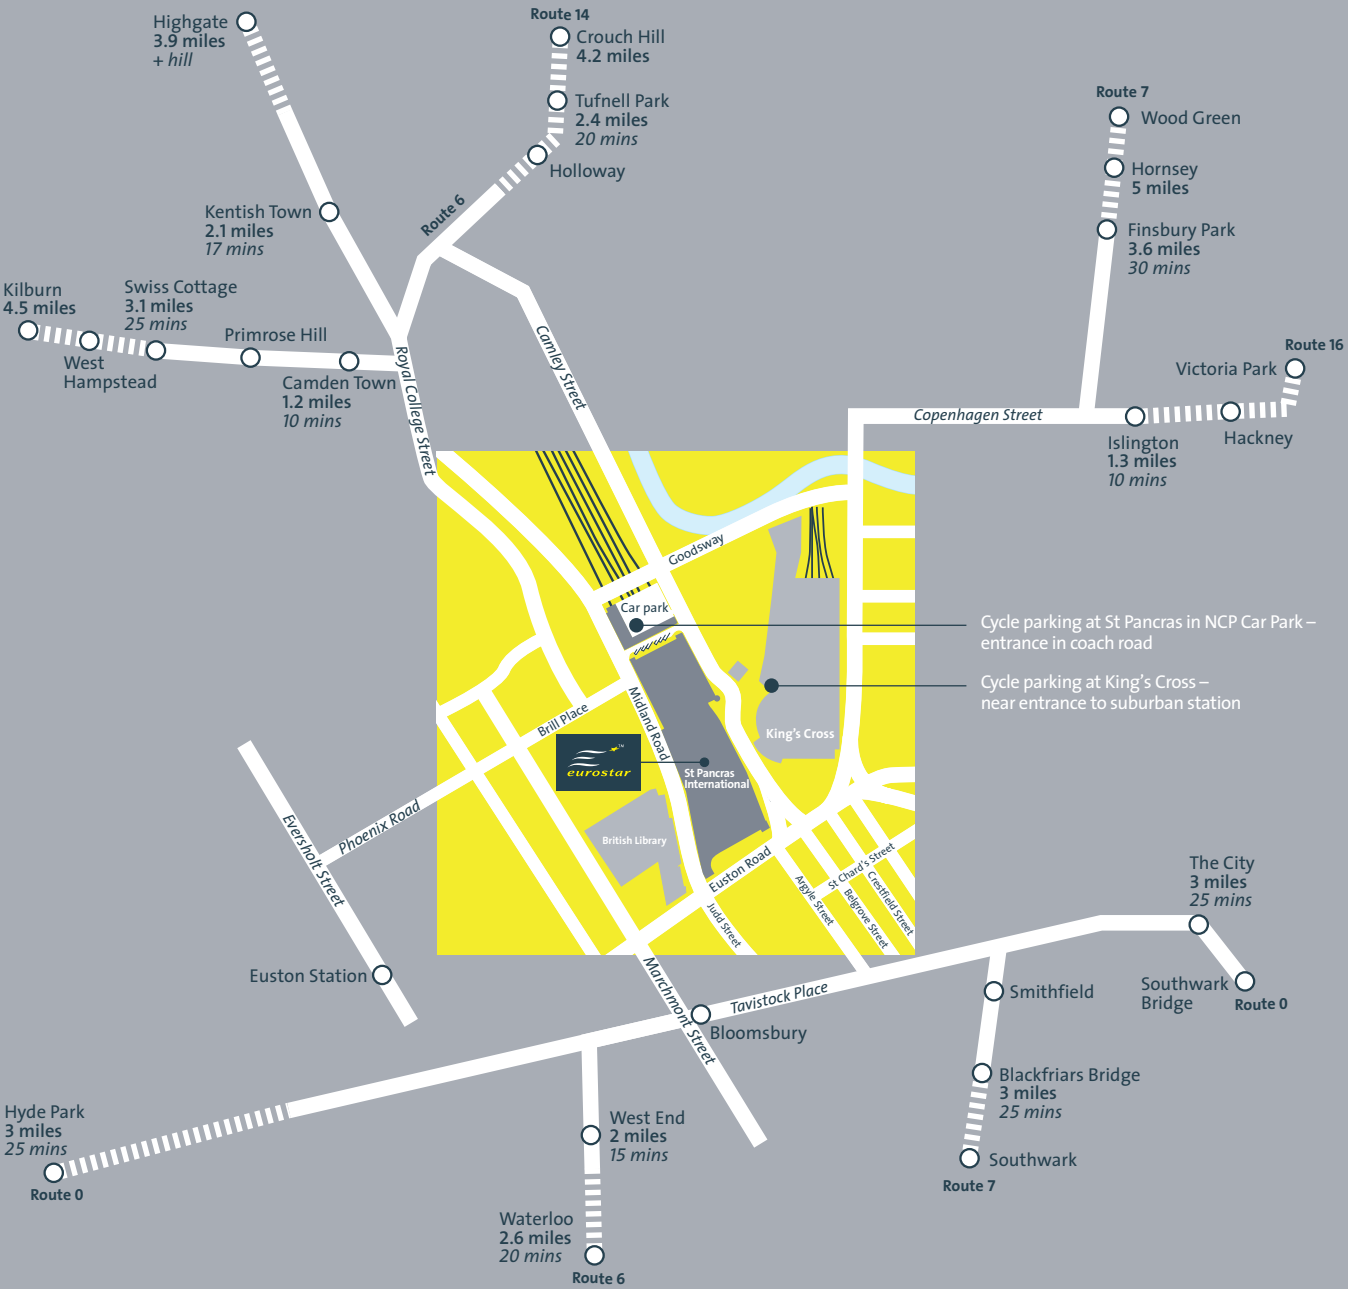 Highgate
3.9 miles
+ hill
Route 14
Crouch Hill
4.2 miles
Tufnell Park
2.4 miles
20 mins
Holloway
Route 7
Wood Green
Hornsey
5 miles
Finsbury Park
3.6 miles
30 mins
Kentish Town
2.1 miles
17 mins
Route 6
Kilburn
4.5 miles
Swiss Cottage
3.1 miles
25 mins
West
Hampstead
Primrose Hill
Camden Town
1.2 miles
10 mins
Royal College Street
Camley Street
Route 16
Victoria Park
Copenhagen Street
Islington
1.3 miles
10 mins
Hackney
Goodsway
Car park
Cycle parking at St Pancras in NCP Car Park –
entrance in coach road
Cycle parking at King's Cross –
near entrance to suburban station
Midland Road
Brill Place
King's Cross
eurostar
TM
St Pancras
International
British Library
Phoenix Road
Eversholt Street
Euston Road
Judd Street
Argyle Street
St Chard's Street
Belgrove Street
Crestfield Street
The City
3 miles
25 mins
Euston Station
Marchmont Street
Tavistock Place
Bloomsbury
Smithfield
Southwark
Bridge
Route 0
Blackfriars Bridge
3 miles
25 mins
Southwark
Route 7
Hyde Park
3 miles
25 mins
Route 0
West End
2 miles
15 mins
Waterloo
2.6 miles
20 mins
Route 6